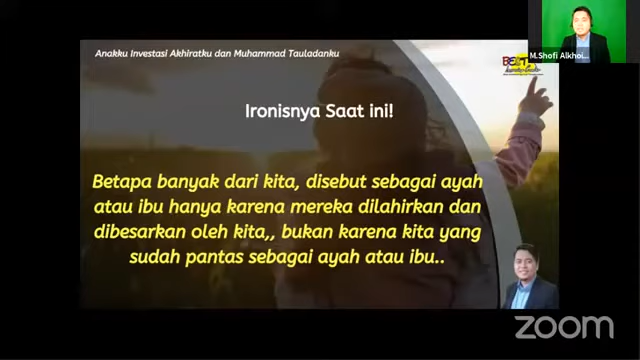 Anakku Investasi Akhiratku dan Muhammad Tauladanku
M.Shofi Alkhoi...
Ironisnya Saat ini!
Betapa banyak dari kita, disebut sebagai ayah
atau ibu hanya karena mereka dilahirkan dan
dibesarkan oleh kita,, bukan karena kita yang
sudah pantas sebagai ayah atau ibu..
zoom